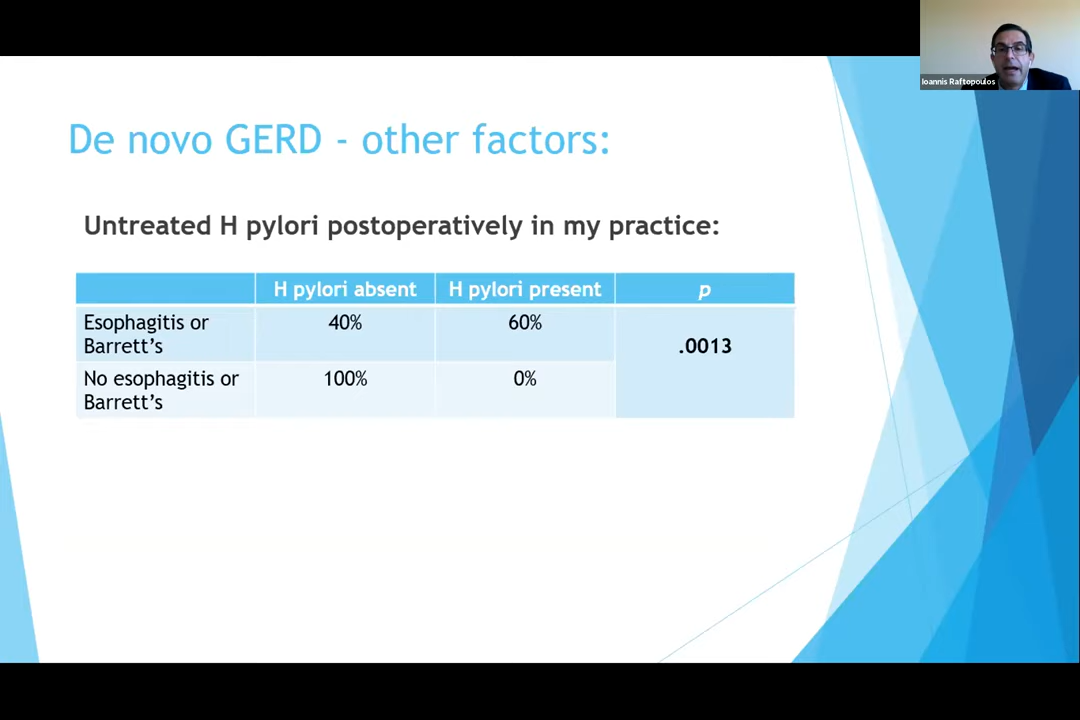 Ioannis Raftopoulos
De novo GERD - other factors:
Untreated H pylori postoperatively in my practice:
H pylori absent H pylori present p
Esophagitis or
Barrett's 40% 60% .0013
No esophagitis or
Barrett's 100% 0%